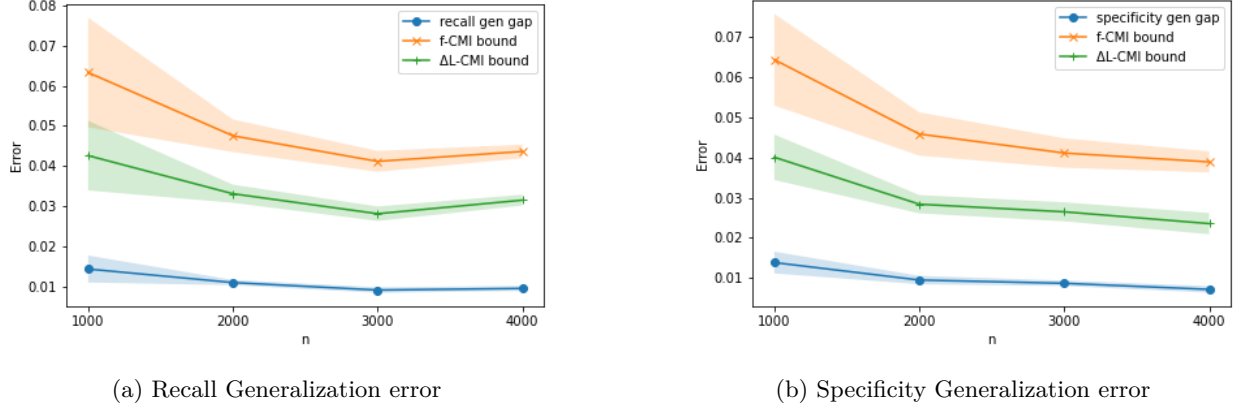 0.08
0.07
0.06
0.05
0.04
0.03
0.02
0.01
Error
recall gen gap
f-CMI bound
ΔL-CMI bound
1000
2000
3000
4000
n
(a) Recall Generalization error
0.07
0.06
0.05
0.04
0.03
0.02
0.01
Error
specificity gen gap
f-CMI bound
ΔL-CMI bound
1000
2000
3000
4000
n
(b) Specificity Generalization error